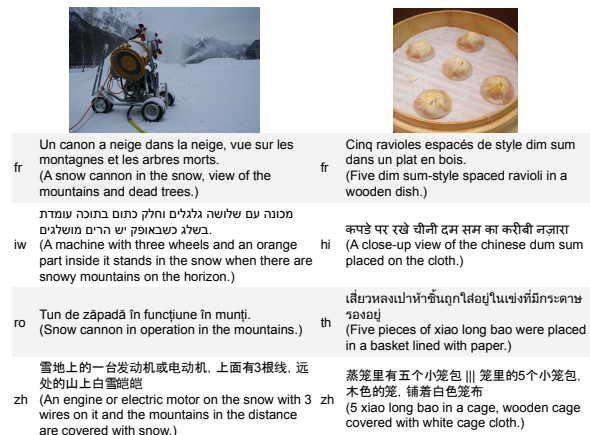 fr
Un canon a neige dans la neige, vue sur les
montagnes et les arbres morts.
(A snow cannon in the snow, view of the
mountains and dead trees.)
fr
Cinq ravioles espacés de style dim sum
dans un plat en bois.
(Five dim sum-style spaced ravioli in a
wooden dish.)
iw
מכונה עם שלושה גלגלים וחלק כתום בתוכה עומדת
בשלג כשבאופק יש הרים מושלגים.
(A machine with three wheels and an orange
part inside it stands in the snow when there are
snowy mountains on the horizon.)
hi
कपडे पर रखे चीनी दम सम का करीबी नज़ारा
(A close-up view of the chinese dum sum
placed on the cloth.)
ro
Tun de zăpadă în funcțiune în munți.
(Snow cannon in operation in the mountains.)
th
เสี่ยวหลงเปาห้าชิ้นถูกใส่อยู่ในเข่งที่มีกระดาษ
รองอยู่
(Five pieces of xiao long bao were placed
in a basket lined with paper.)
zh
雪地上的一台发动机或电动机，上面有3根线，远
处的山上白雪皑皑
(An engine or electric motor on the snow with 3
wires on it and the mountains in the distance
are covered with snow.)
zh
蒸笼里有五个小笼包 ||| 笼里的5个小笼包，
木色的笼，铺着白色笼布
(5 xiao long bao in a cage, wooden cage
covered with white cage cloth.)